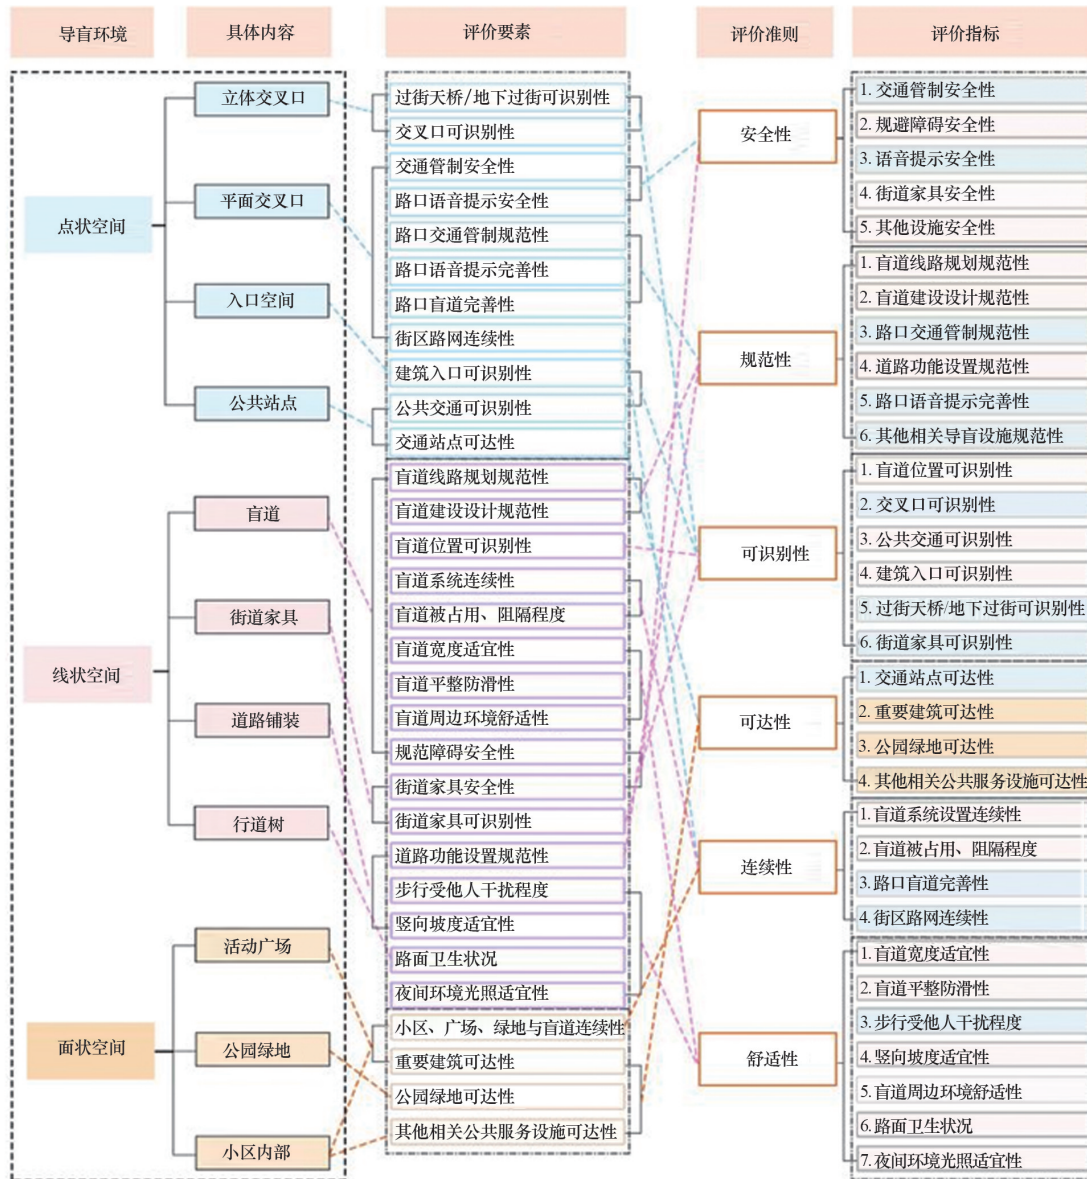 导盲环境
具体内容
评价要素
评价准则
评价指标
点状空间
立体交叉口
平面交叉口
入口空间
公共站点
线状空间
盲道
街道家具
道路铺装
行道树
面状空间
活动广场
公园绿地
小区内部
过街天桥/地下过街可识别性
交叉口可识别性
交通管制安全性
路口语音提示安全性
路口交通管制规范性
路口语音提示完善性
路口盲道完善性
街区路网连续性
建筑入口可识别性
公共交通可识别性
交通站点可达性
盲道线路规划规范性
盲道建设设计规范性
盲道位置可识别性
盲道系统连续性
盲道被占用、阻隔程度
盲道宽度适宜性
盲道平整防滑性
盲道周边环境舒适性
规范障碍安全性
街道家具安全性
街道家具可识别性
道路功能设置规范性
步行受他人干扰程度
竖向坡度适宜性
路面卫生状况
夜间环境光照适宜性
小区、广场、绿地与盲道连续性
重要建筑可达性
公园绿地可达性
其他相关公共服务设施可达性
安全性
规范性
可识别性
可达性
连续性
舒适性
1. 交通管制安全性
2. 规避障碍安全性
3. 语音提示安全性
4. 街道家具安全性
5. 其他设施安全性
1. 盲道线路规划规范性
2. 盲道建设设计规范性
3. 路口交通管制规范性
4. 道路功能设置规范性
5. 路口语音提示完善性
6. 其他相关导盲设施规范性
1. 盲道位置可识别性
2. 交叉口可识别性
3. 公共交通可识别性
4. 建筑入口可识别性
5. 过街天桥/地下过街可识别性
6. 街道家具可识别性
1. 交通站点可达性
2. 重要建筑可达性
3. 公园绿地可达性
4. 其他相关公共服务设施可达性
1. 盲道系统设置连续性
2. 盲道被占用、阻隔程度
3. 路口盲道完善性
4. 街区路网连续性
1. 盲道宽度适宜性
2. 盲道平整防滑性
3. 步行受他人干扰程度
4. 竖向坡度适宜性
5. 盲道周边环境舒适性
6. 路面卫生状况
7. 夜间环境光照适宜性